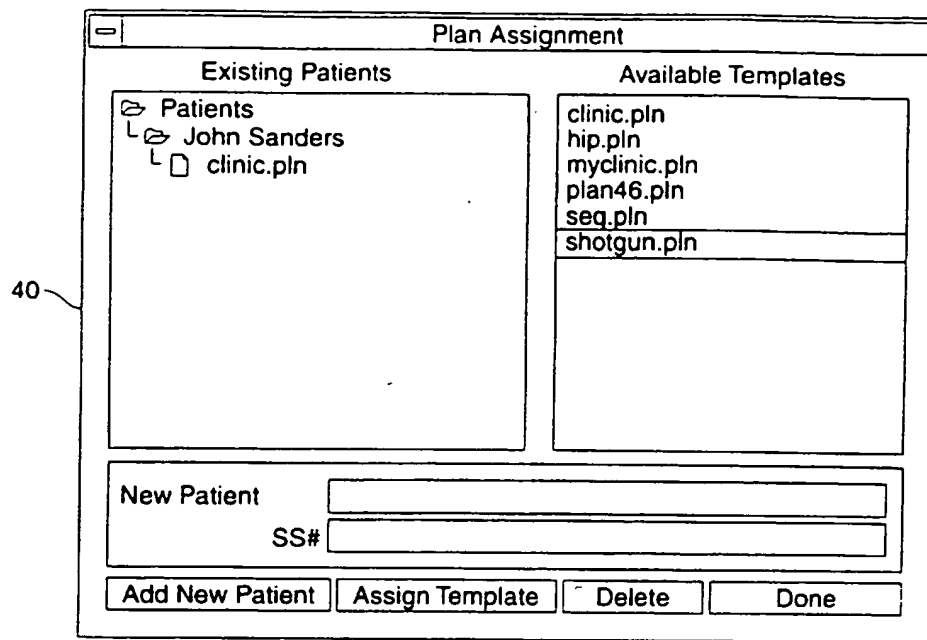 Plan Assignment
Existing Patients
Available Templates
Patients
John Sanders
clinic.pln
clinic.pln
hip.pln
myclinic.pln
plan46.pln
seq.pln
shotgun.pln
40
New Patient
SS#
Add New Patient
Assign Template
Delete
Done